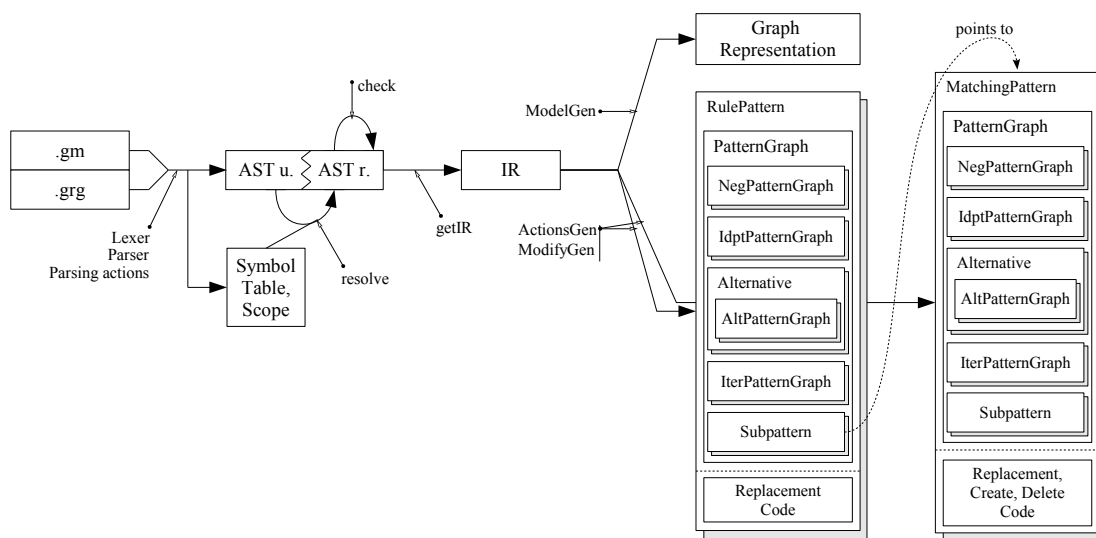 .gm
.grg
Lexer
Parser
Parsing actions
AST u.
AST r.
check
Symbol
Table,
Scope
resolve
getIR
IR
ModelGen
ActionsGen
ModifyGen
Graph
Representation
RulePattern
PatternGraph
NegPatternGraph
IdptPatternGraph
Alternative
AltPatternGraph
IterPatternGraph
Subpattern
Replacement
Code
points to
MatchingPattern
PatternGraph
NegPatternGraph
IdptPatternGraph
Alternative
AltPatternGraph
IterPatternGraph
Subpattern
Replacement,
Create, Delete
Code